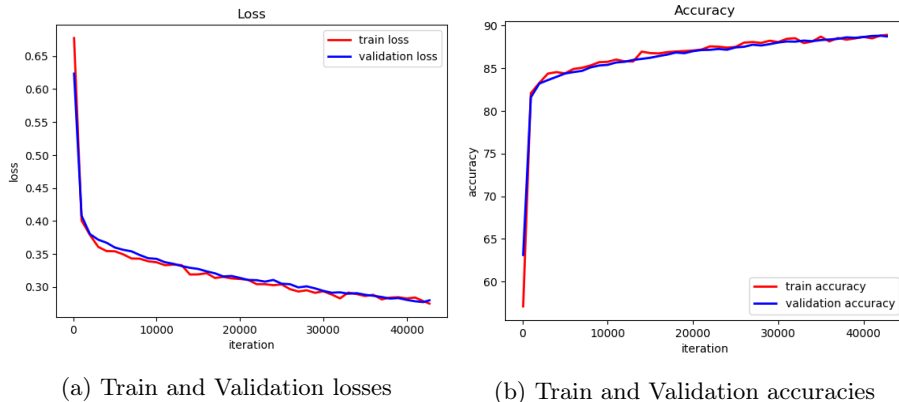 Loss
0.65
0.60
0.55
0.50
0.45
0.40
0.35
0.30
loss
train loss
validation loss
0
10000
20000
30000
40000
iteration
(a) Train and Validation losses
Accuracy
90
85
80
75
70
65
60
accuracy
train accuracy
validation accuracy
0
10000
20000
30000
40000
iteration
(b) Train and Validation accuracies